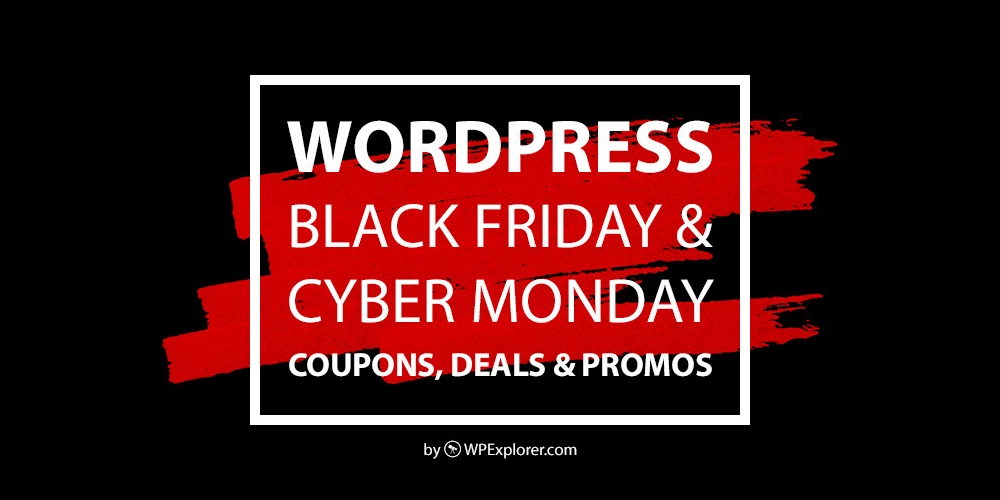 WORDPRESS
BLACK FRIDAY &
CYBER MONDAY
COUPONS, DEALS & PROMOS
by WPExplorer.com